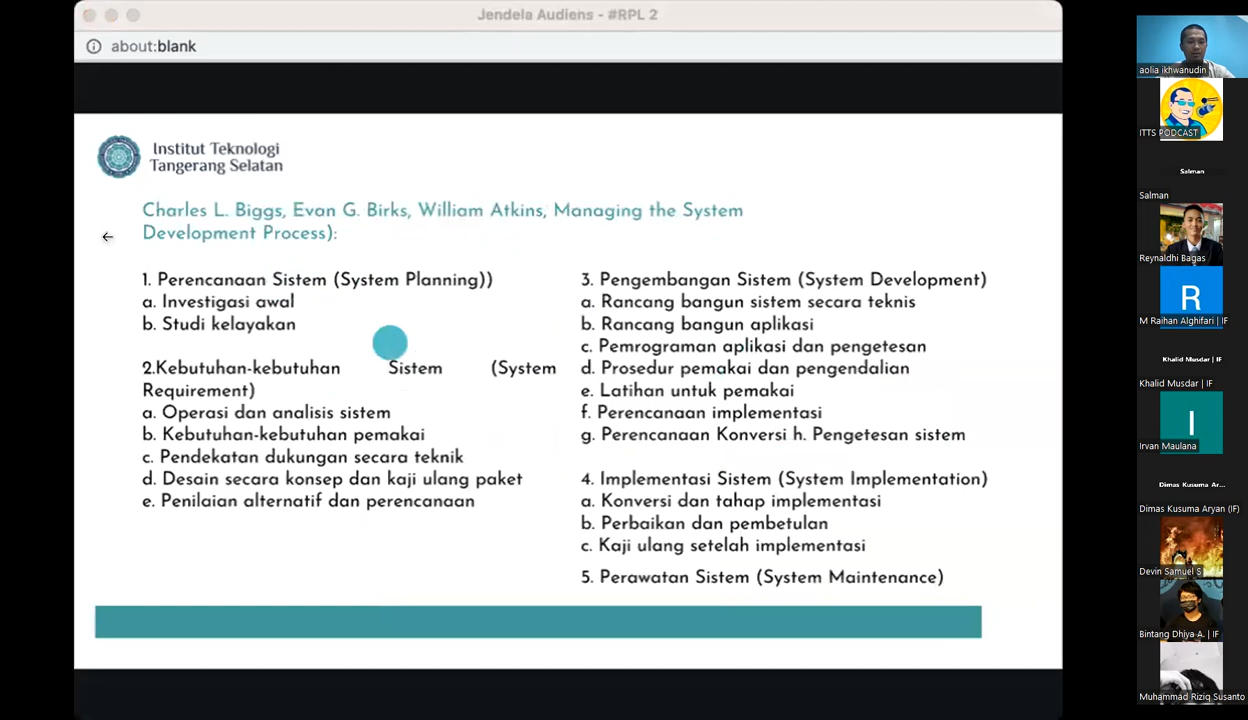 Jendela Audiens - #RPL 2
about:blank
Institut Teknologi
Tangerang Selatan
Charles L. Biggs, Evan G. Birks, William Atkins, Managing the System
Development Process):
1. Perencanaan Sistem (System Planning))
a. Investigasi awal
b. Studi kelayakan
2.Kebutuhan-kebutuhan Sistem (System
Requirement)
a. Operasi dan analisis sistem
b. Kebutuhan-kebutuhan pemakai
c. Pendekatan dukungan secara teknik
d. Desain secara konsep dan kaji ulang paket
e. Penilaian alternatif dan perencanaan
3. Pengembangan Sistem (System Development)
a. Rancang bangun sistem secara teknis
b. Rancang bangun aplikasi
c. Pemrograman aplikasi dan pengetesan
d. Prosedur pemakai dan pengendalian
e. Latihan untuk pemakai
f. Perencanaan implementasi
g. Perencanaan Konversi h. Pengetesan sistem
4. Implementasi Sistem (System Implementation)
a. Konversi dan tahap implementasi
b. Perbaikan dan pembetulan
c. Kaji ulang setelah implementasi
5. Perawatan Sistem (System Maintenance)
aolia ikhwanudin
ITTS PODCAST
Salman
Salman
Reynaldhi Bagas
R
M Raihan Alghifari | IF
Khalid Musdar | IF
Khalid Musdar | IF
I
Irvan Maulana
Dimas Kusuma Ar...
Dimas Kusuma Aryan (IF)
Devin Samuel S
Bintang Dhiya A. | IF
Muhammad Riziq Susanto